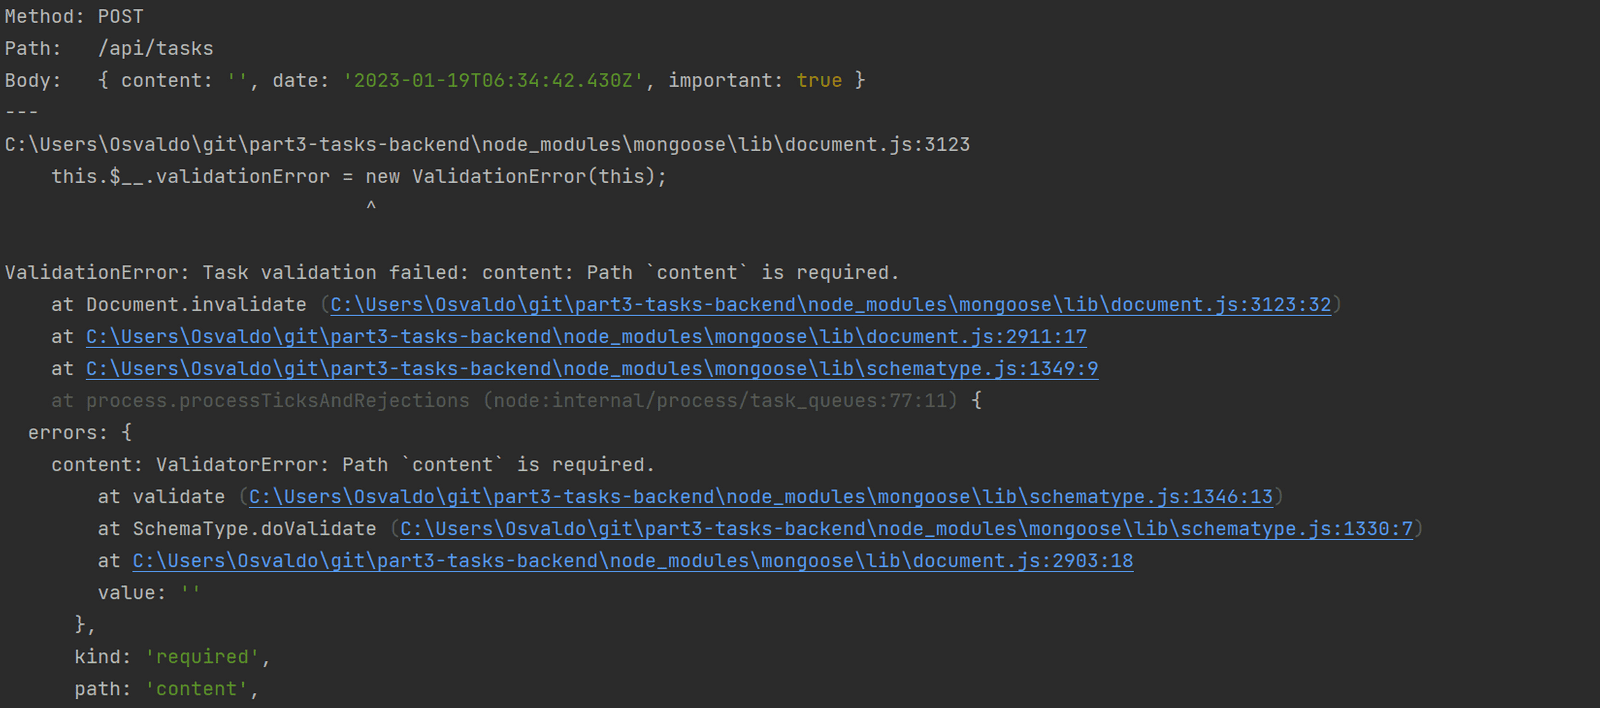 Method: POST
Path:   /api/tasks
Body:   { content: '', date: '2023-01-19T06:34:42.430Z', important: true }
---
C:\Users\Osvaldo\git\part3-tasks-backend\node_modules\mongoose\lib\document.js:3123
    this.$__.validationError = new ValidationError(this);
                               ^
ValidationError: Task validation failed: content: Path `content` is required.
    at Document.invalidate (C:\Users\Osvaldo\git\part3-tasks-backend\node_modules\mongoose\lib\document.js:3123:32)
    at C:\Users\Osvaldo\git\part3-tasks-backend\node_modules\mongoose\lib\document.js:2911:17
    at C:\Users\Osvaldo\git\part3-tasks-backend\node_modules\mongoose\lib\schematype.js:1349:9
    at process.processTicksAndRejections (node:internal/process/task_queues:77:11) {
  errors: {
    content: ValidatorError: Path `content` is required.
        at validate (C:\Users\Osvaldo\git\part3-tasks-backend\node_modules\mongoose\lib\schematype.js:1346:13)
        at SchemaType.doValidate (C:\Users\Osvaldo\git\part3-tasks-backend\node_modules\mongoose\lib\schematype.js:1330:7)
        at C:\Users\Osvaldo\git\part3-tasks-backend\node_modules\mongoose\lib\document.js:2903:18
        value: ''
      },
      kind: 'required',
      path: 'content',